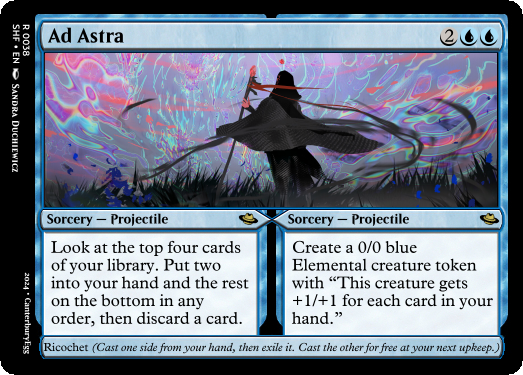 Ad Astra
2
Sorcery — Projectile
Look at the top four cards
of your library. Put two
into your hand and the rest
on the bottom in any
order, then discard a card.
Sorcery — Projectile
Create a 0/0 blue
Elemental creature token
with “This creature gets
+1/+1 for each card in your
hand.”
Ricochet (Cast one side from your hand, then exile it. Cast the other for free at your next upkeep.)
R 0038
SHF • EN SANDRA DUCHIEWICZ
2024 • CanterburyEgg